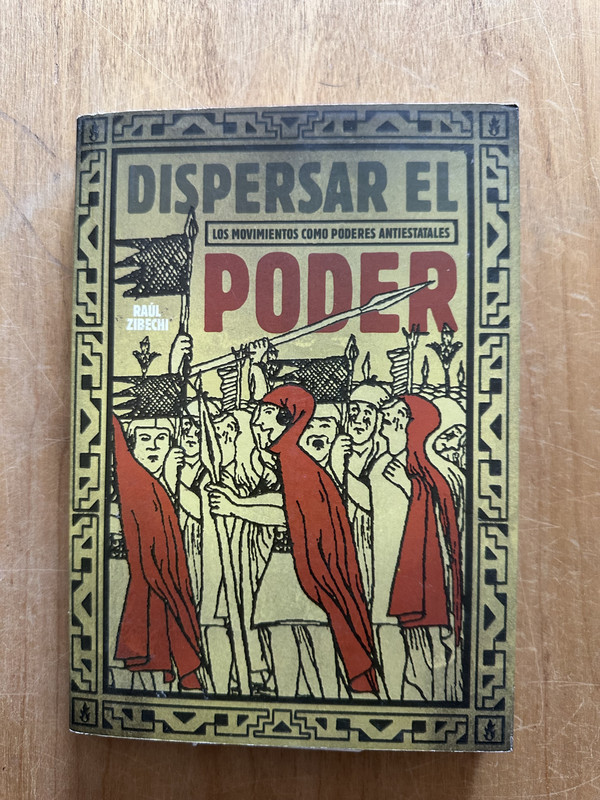 DISPERSAR EL
LOS MOVIMIENTOS COMO PODERES ANTIESTATALES
PODER
RAÚL
ZIBECHI